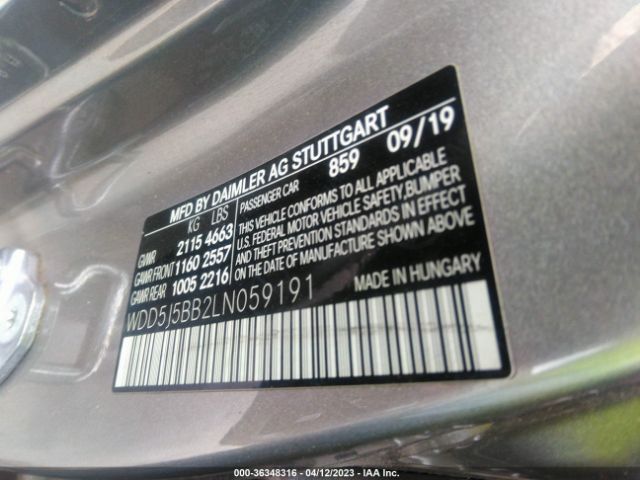 MFD BY DAIMLER AG STUTTGART
KG LBS
GVWR 2115 4663
GAWR FRONT 1160 2557
GAWR REAR 1005 2216
PASSENGER CAR 859 09/19
THIS VEHICLE CONFORMS TO ALL APPLICABLE
U.S. FEDERAL MOTOR VEHICLE SAFETY, BUMPER
AND THEFT PREVENTION STANDARDS IN EFFECT
ON THE DATE OF MANUFACTURE SHOWN ABOVE
WDD5J5BB2LN059191
MADE IN HUNGARY
000-36348316 - 04/12/2023 - IAA Inc.